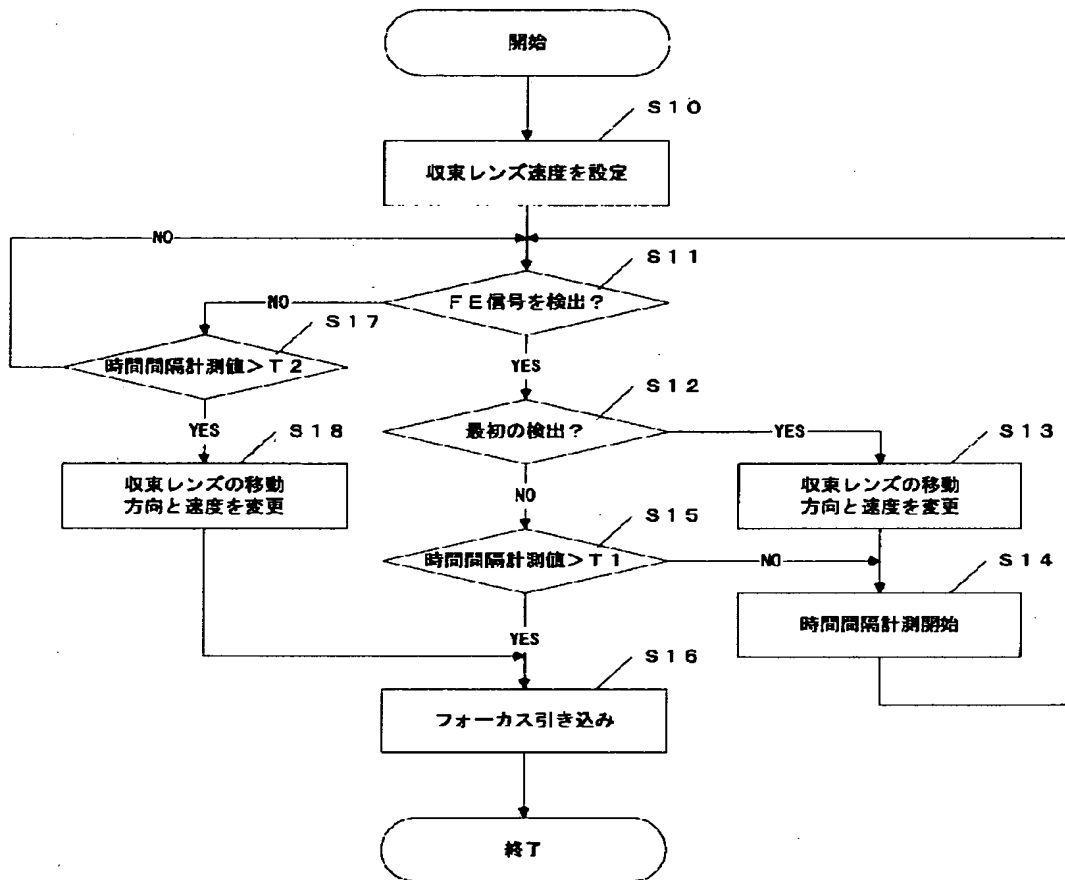 開始
S10
収束レンズ速度を設定
NO
S11
FE信号を検出?
NO
S17
時間間隔計測値>T2
YES
S12
最初の検出?
YES
YES
S18
S13
収束レンズの移動
方向と速度を変更
収束レンズの移動
方向と速度を変更
NO
S15
時間間隔計測値>T1
NO
S14
時間間隔計測開始
YES
S16
フォーカス引き込み
終了